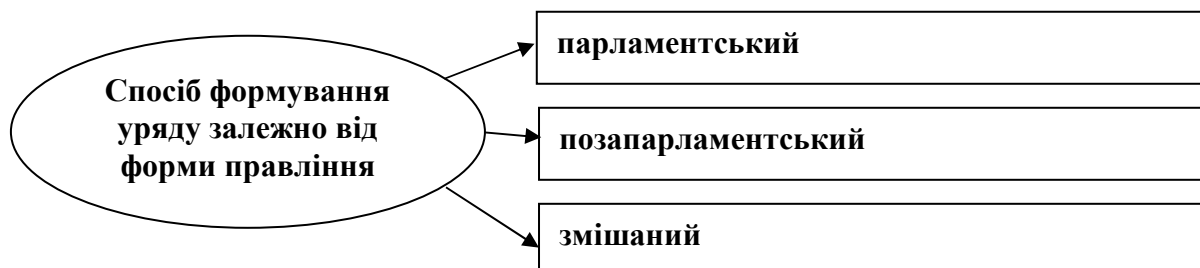 Спосіб формування
уряду залежно від
форми правління
парламентський
позапарламентський
змішаний